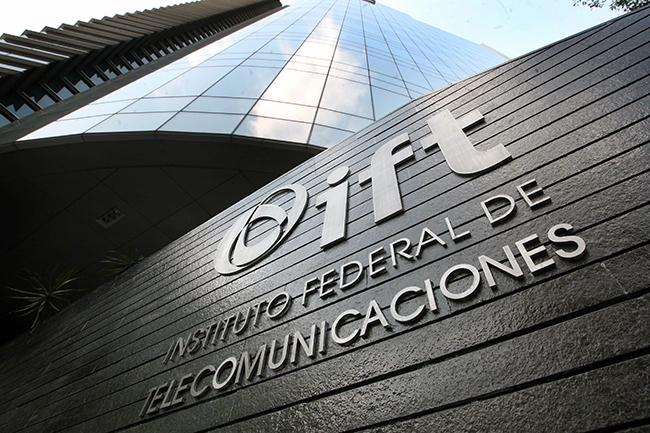 ift
INSTITUTO FEDERAL DE
TELECOMUNICACIONES